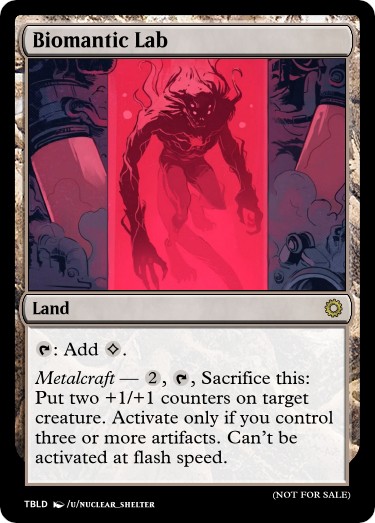 Biomantic Lab
Land
: Add .
Metalcraft — 2, , Sacrifice this:
Put two +1/+1 counters on target
creature. Activate only if you control
three or more artifacts. Can't be
activated at flash speed.
(NOT FOR SALE)
TBLD /U/NUCLEAR_SHELTER